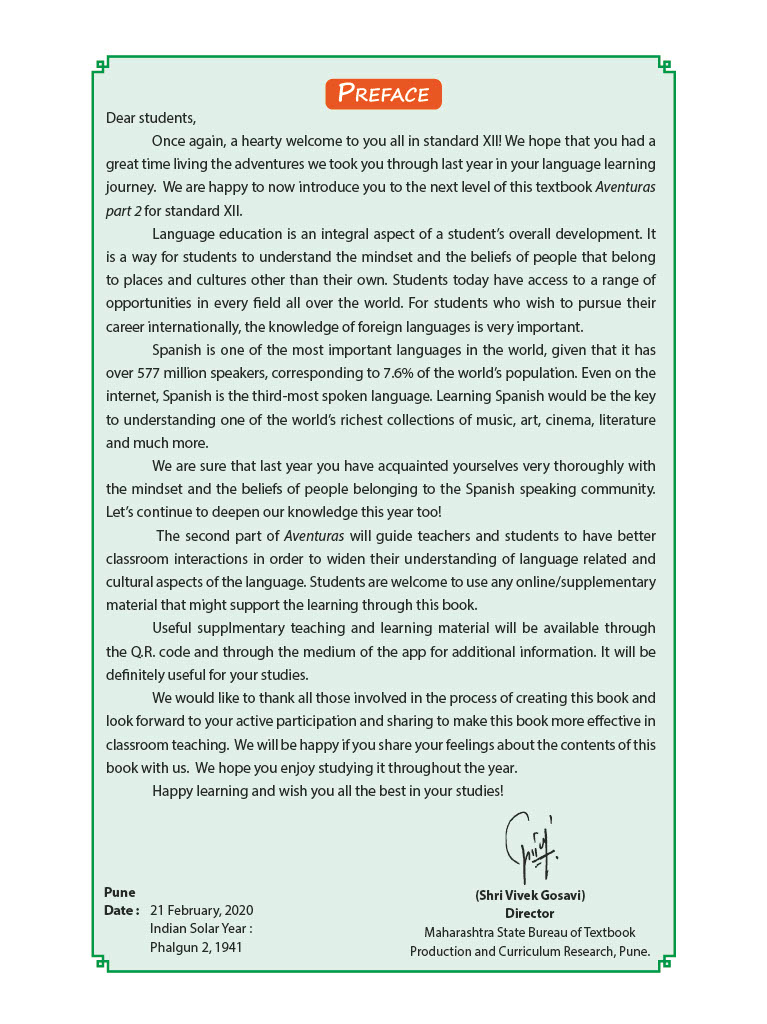 PREFACE
Dear students,
Once again, a hearty welcome to you all in standard XII! We hope that you had a
great time living the adventures we took you through last year in your language learning
journey. We are happy to now introduce you to the next level of this textbook Aventuras
part 2 for standard XII.
Language education is an integral aspect of a student’s overall development. It
is a way for students to understand the mindset and the beliefs of people that belong
to places and cultures other than their own. Students today have access to a range of
opportunities in every field all over the world. For students who wish to pursue their
career internationally, the knowledge of foreign languages is very important.
Spanish is one of the most important languages in the world, given that it has
over 577 million speakers, corresponding to 7.6% of the world’s population. Even on the
internet, Spanish is the third-most spoken language. Learning Spanish would be the key
to understanding one of the world’s richest collections of music, art, cinema, literature
and much more.
We are sure that last year you have acquainted yourselves very thoroughly with
the mindset and the beliefs of people belonging to the Spanish speaking community.
Let’s continue to deepen our knowledge this year too!
The second part of Aventuras will guide teachers and students to have better
classroom interactions in order to widen their understanding of language related and
cultural aspects of the language. Students are welcome to use any online/supplementary
material that might support the learning through this book.
Useful supplmentary teaching and learning material will be available through
the Q.R. code and through the medium of the app for additional information. It will be
definitely useful for your studies.
We would like to thank all those involved in the process of creating this book and
look forward to your active participation and sharing to make this book more effective in
classroom teaching. We will be happy if you share your feelings about the contents of this
book with us. We hope you enjoy studying it throughout the year.
Happy learning and wish you all the best in your studies!
Pune
Date : 21 February, 2020
Indian Solar Year :
Phalgun 2, 1941
(Shri Vivek Gosavi)
Director
Maharashtra State Bureau of Textbook
Production and Curriculum Research, Pune.